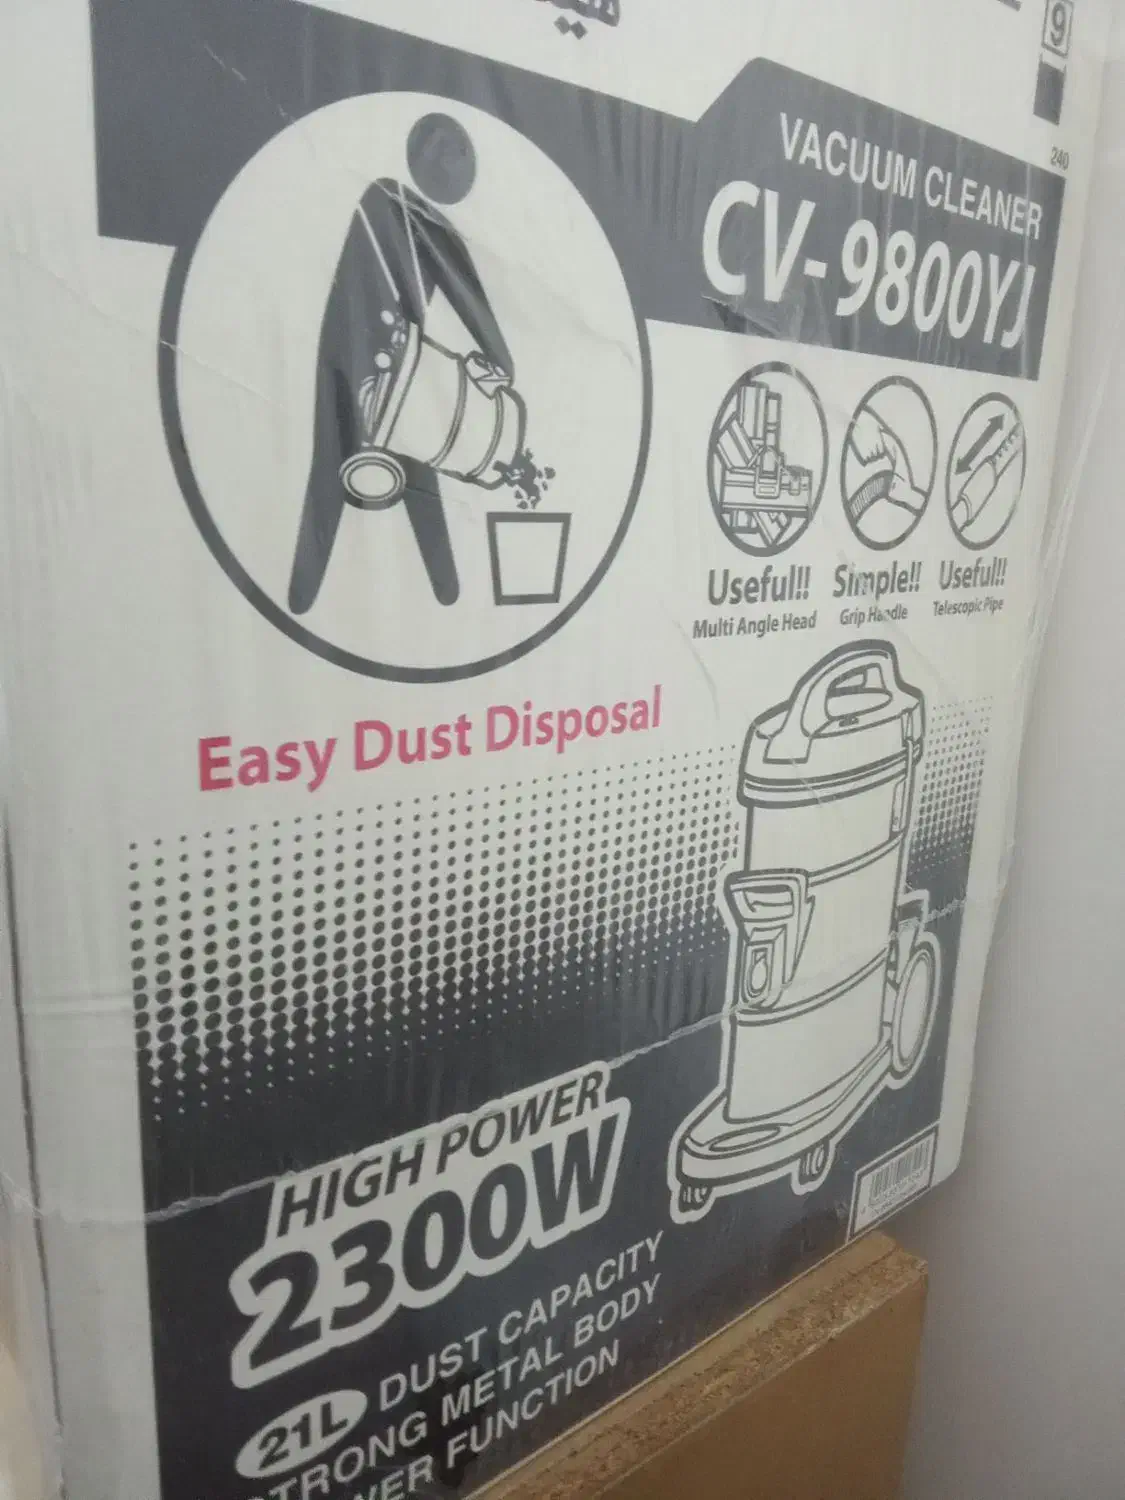 9
240
VACUUM CLEANER
CV-9800YJ
Useful!!
Multi Angle Head
Simple!!
Grip Handle
Useful!!
Telescopic Pipe
Easy Dust Disposal
HIGH POWER
2300W
21L DUST CAPACITY
STRONG METAL BODY
FUNCTION